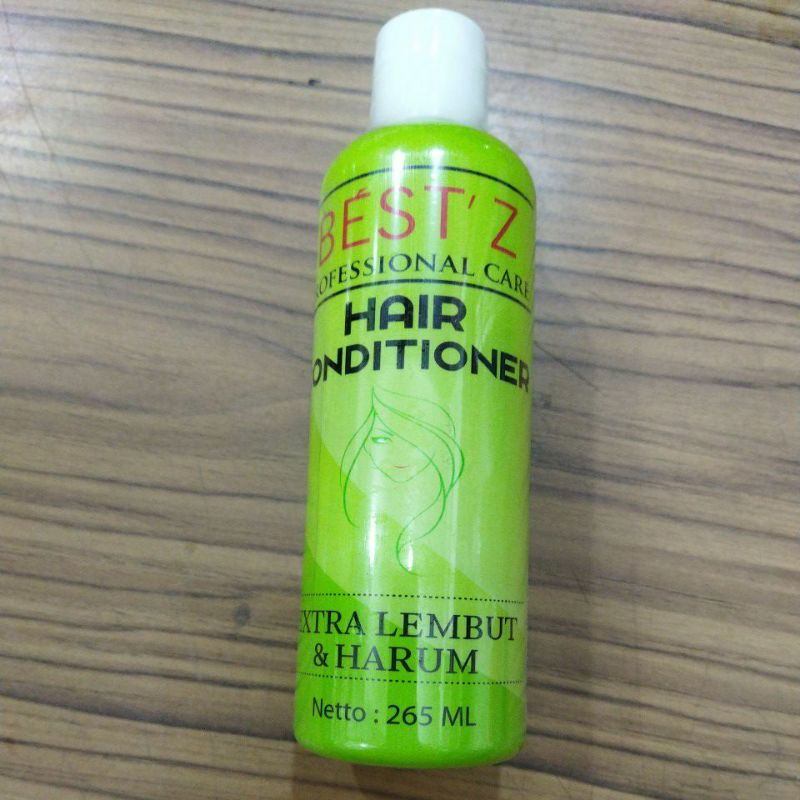 BÉST'Z
PROFESSIONAL CARE
HAIR
CONDITIONER
EXTRA LEMBUT
& HARUM
Netto : 265 ML